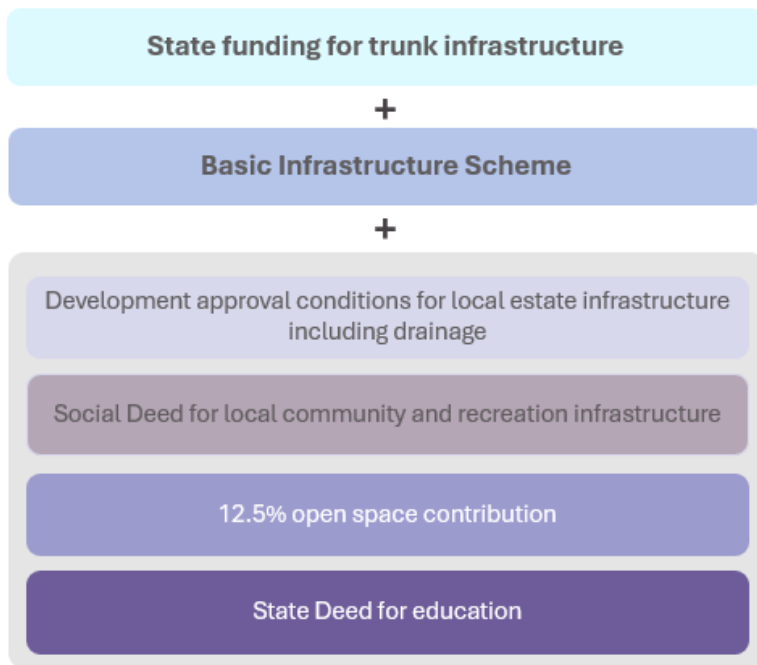 State funding for trunk infrastructure
+
Basic Infrastructure Scheme
+
Development approval conditions for local estate infrastructure
including drainage
Social Deed for local community and recreation infrastructure
12.5% open space contribution
State Deed for education